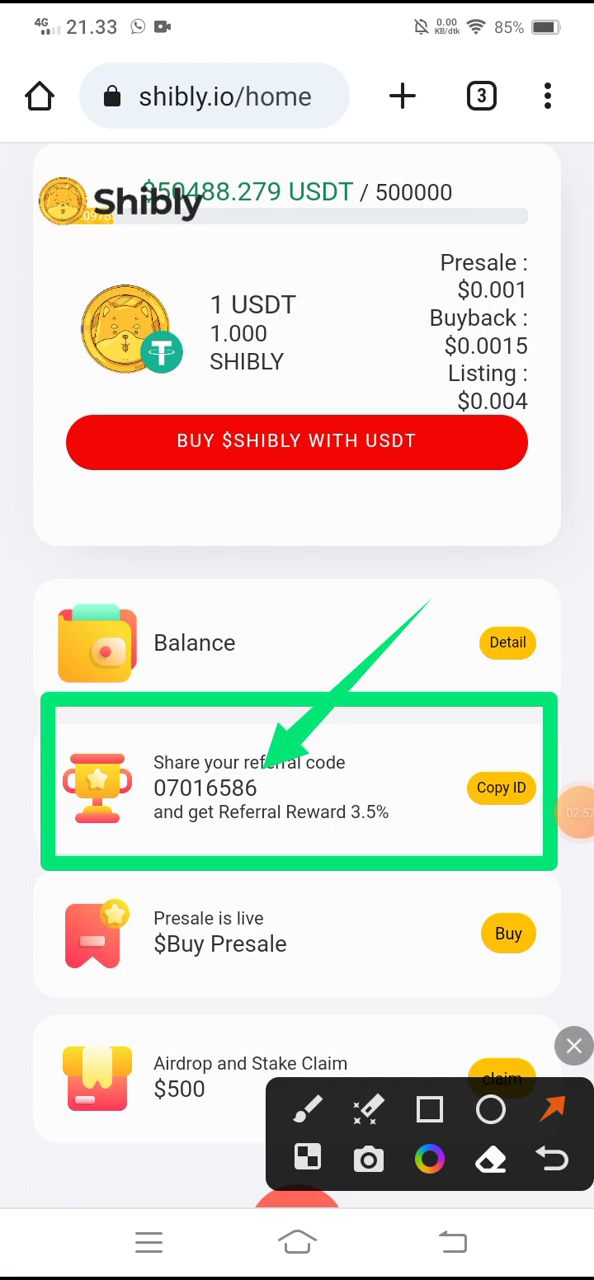 4G 21.33 0.00 KB/dtk 85%
shibly.io/home 3
$50488.279 USDT / 500000
Shibly
1 USDT
1.000
SHIBLY
Presale :
$0.001
Buyback :
$0.0015
Listing :
$0.004
BUY $SHIBLY WITH USDT
Balance
Detail
Share your referral code
07016586
and get Referral Reward 3.5%
Copy ID
02:57
Presale is live
$Buy Presale
Buy
Airdrop and Stake Claim
$500
claim